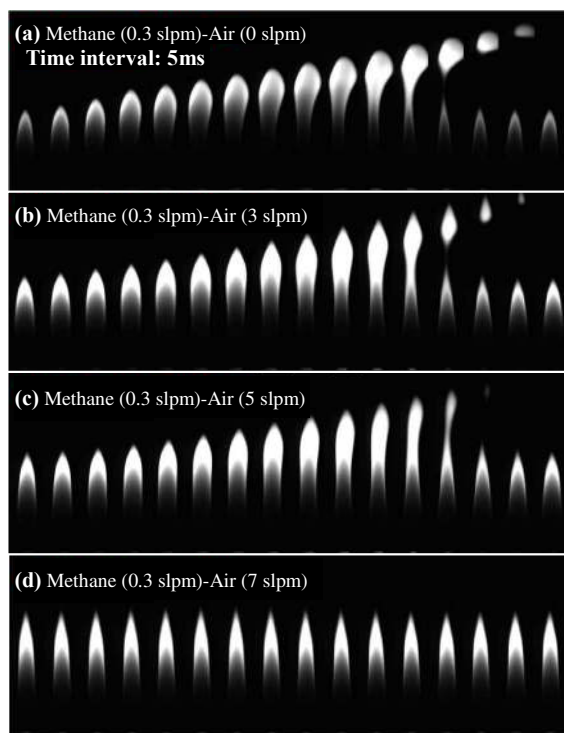 (a) Methane (0.3 slpm)-Air (0 slpm)
Time interval: 5ms
(b) Methane (0.3 slpm)-Air (3 slpm)
(c) Methane (0.3 slpm)-Air (5 slpm)
(d) Methane (0.3 slpm)-Air (7 slpm)